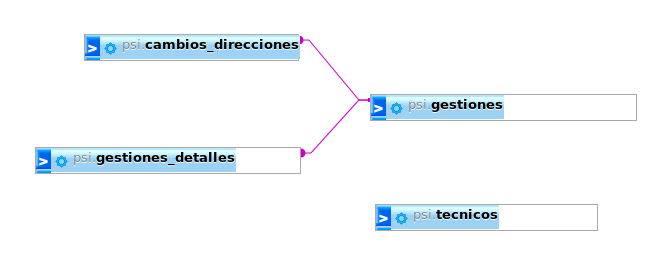 psi.cambios_direcciones
psi.gestiones
psi.gestiones_detalles
psi.tecnicos